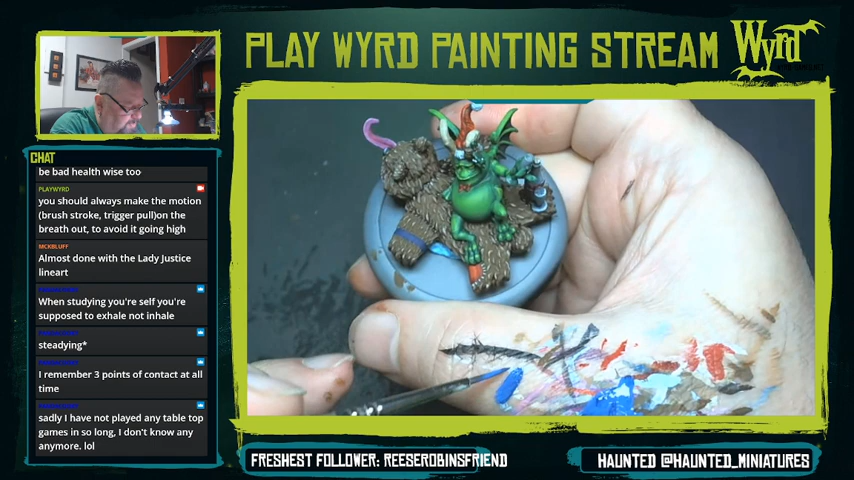 PLAY WYRD PAINTING STREAM
Wyrd
CHAT
be bad health wise too
PLAYWYRD
you should always make the motion
(brush stroke, trigger pull)on the
breath out, to avoid it going high
MCKBLUFF
Almost done with the Lady Justice
lineart
When studying you're self you're
supposed to exhale not inhale
steadying*
I remember 3 points of contact at all
time
sadly I have not played any table top
games in so long, I don't know any
anymore. lol
FRESHEST FOLLOWER: REESEROBINSFRIEND
HAUNTED @HAUNTED_MINIATURES